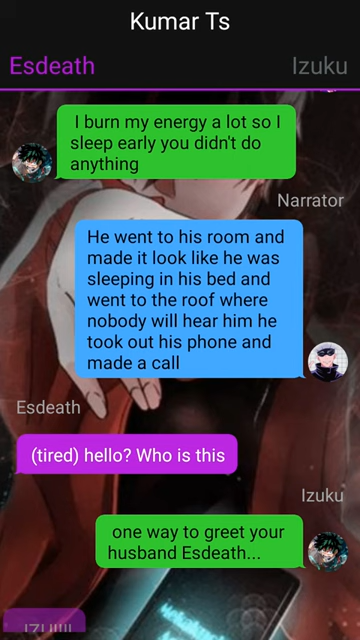 Kumar Ts
Esdeath
Izuku
I burn my energy a lot so I
sleep early you didn't do
anything
Narrator
He went to his room and
made it look like he was
sleeping in his bed and
went to the roof where
nobody will hear him he
took out his phone and
made a call
Esdeath
(tired) hello? Who is this
Izuku
one way to greet your
husband Esdeath...